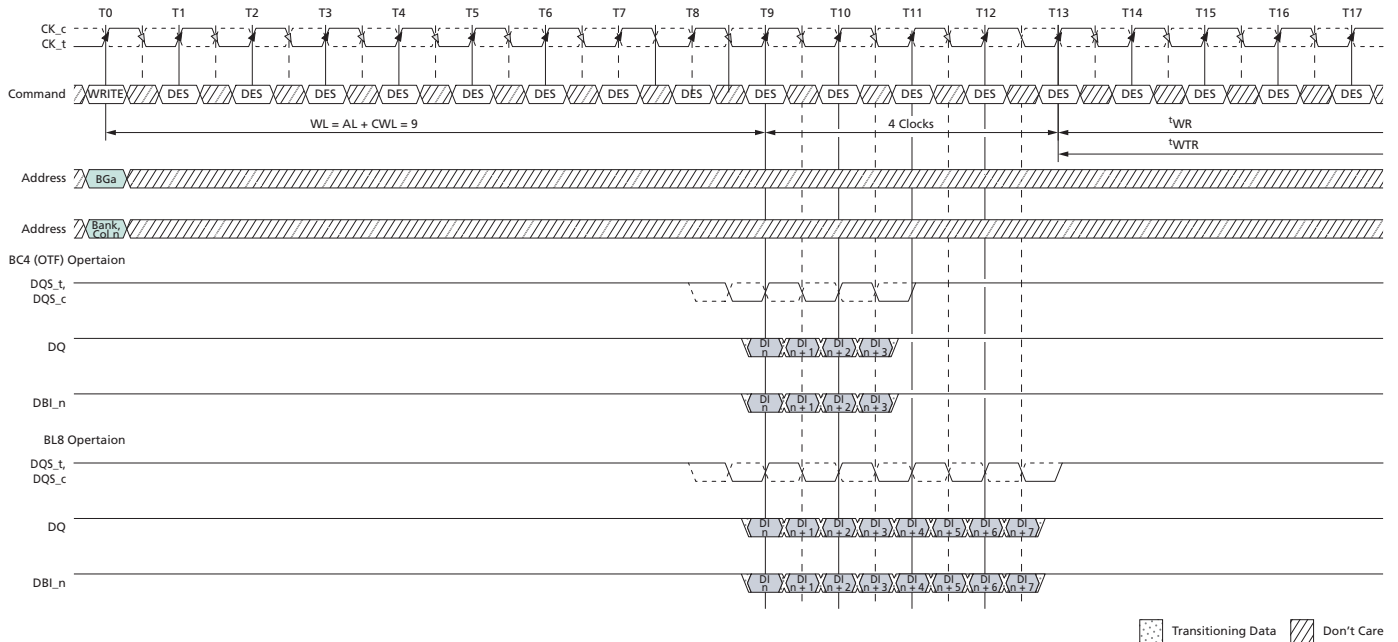 T0 T1 T2 T3 T4 T5 T6 T7 T8 T9 T10 T11 T12 T13 T14 T15 T16 T17
CK_c
CK_t
Command WRITE DES DES DES DES DES DES DES DES DES DES DES DES DES DES DES DES DES
WL = AL + CWL = 9 4 Clocks tWR
tWTR
Address BGa
Address Bank, Col n
BC4 (OTF) Opertaion
DQS_t,
DQS_c
DQ DI n DI n + 1 DI n + 2 DI n + 3
DBI_n DI n DI n + 1 DI n + 2 DI n + 3
BL8 Opertaion
DQS_t,
DQS_c
DQ DI n DI n + 1 DI n + 2 DI n + 3 DI n + 4 DI n + 5 DI n + 6 DI n + 7
DBI_n DI n DI n + 1 DI n + 2 DI n + 3 DI n + 4 DI n + 5 DI n + 6 DI n + 7
Transitioning Data Don't Care